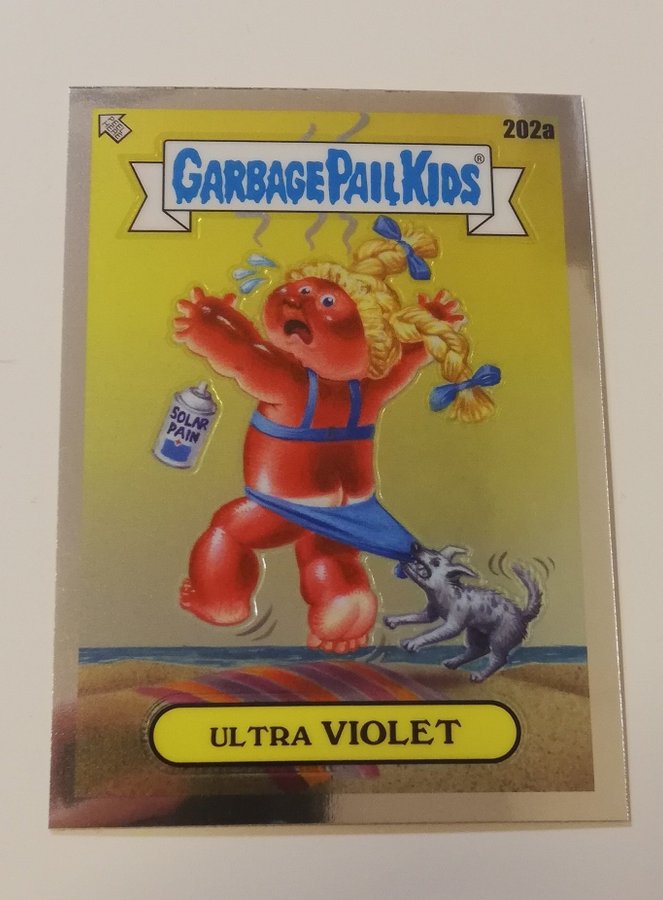 202a
GARBAGE PAIL KIDS®
SOLAR
PAIN
ULTRA VIOLET